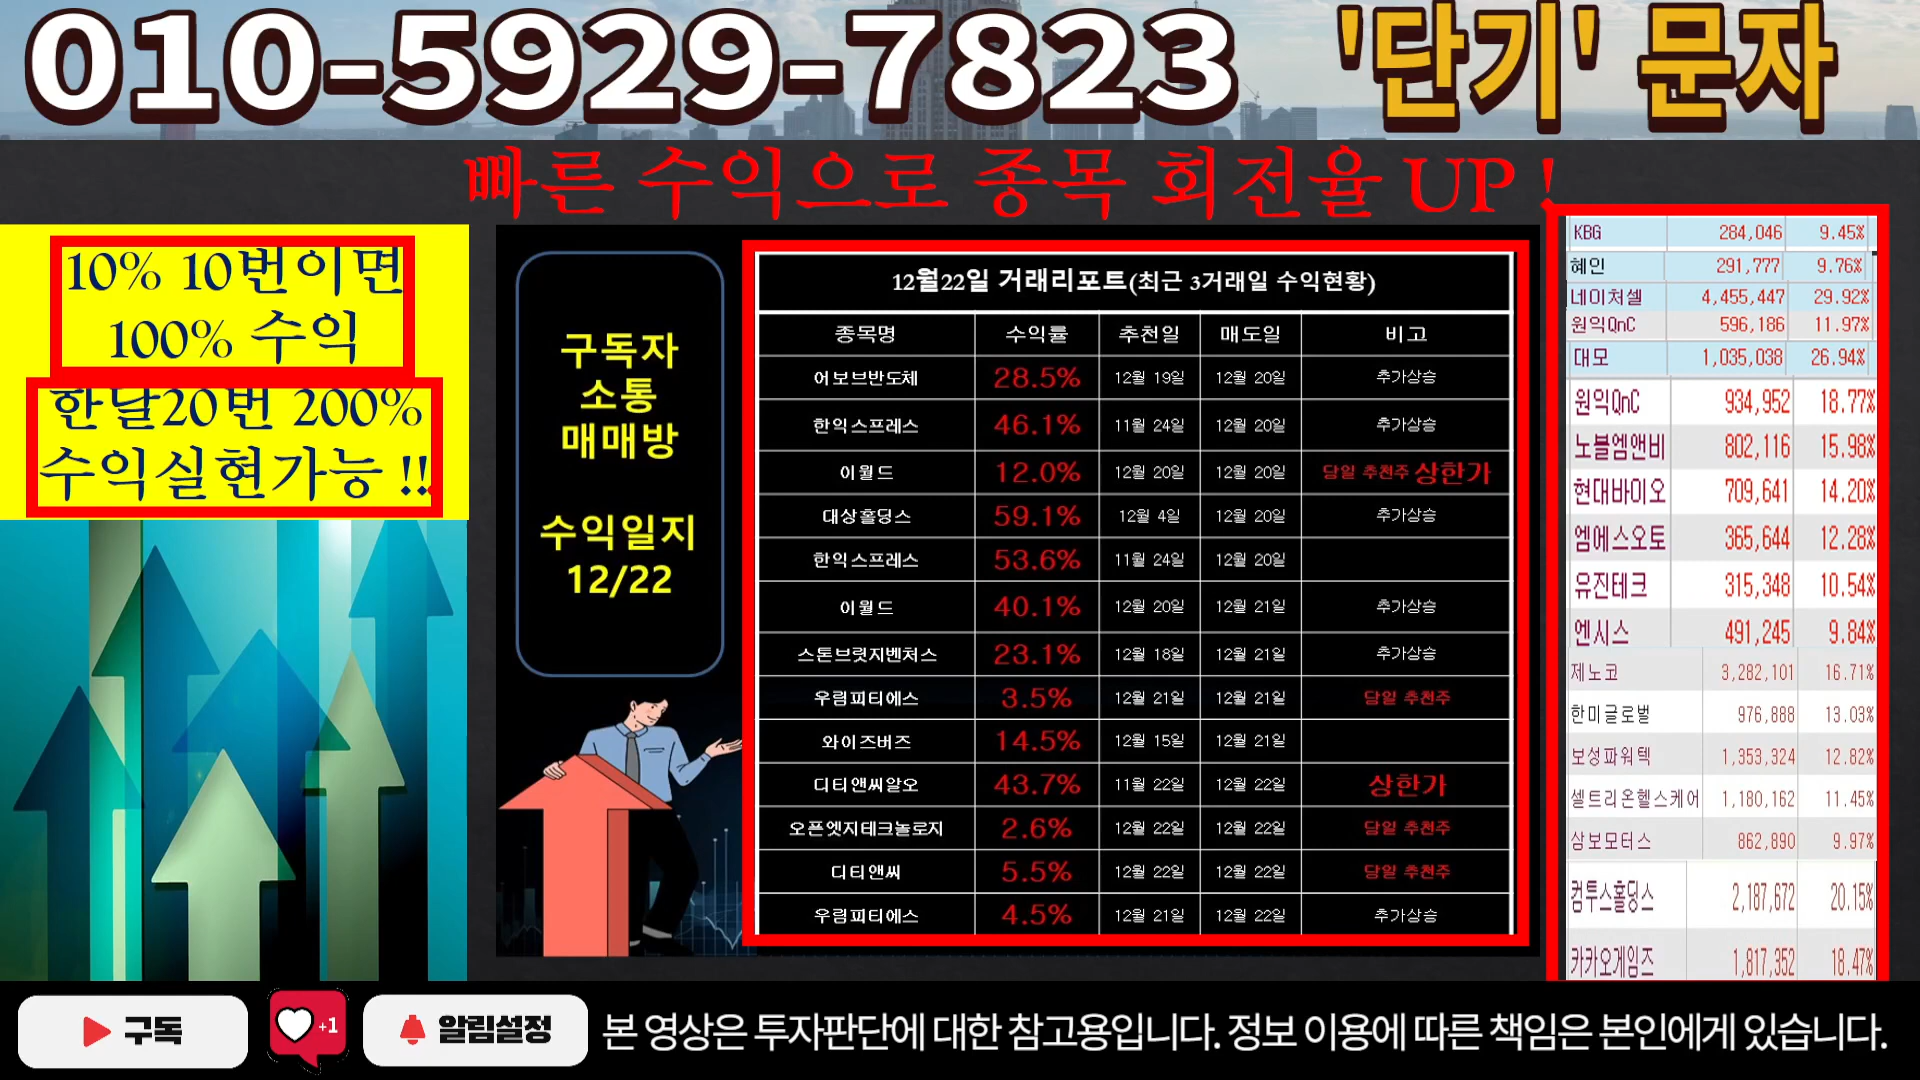 010-5929-7823 '단기' 문자
빠른 수익으로 종목 회전율 UP !
10% 10번이면
100% 수익
한달20번 200%
수익실현가능 !!
구독자
소통
매매방
수익일지
12/22
12월22일 거래리포트(최근 3거래일 수익현황)
종목명 수익률 추천일 매도일 비고
어보브반도체 28.5% 12월 19일 12월 20일 추가상승
한익스프레스 46.1% 11월 24일 12월 20일 추가상승
이월드 12.0% 12월 20일 12월 20일 당일 추천주 상한가
대상홀딩스 59.1% 12월 4일 12월 20일 추가상승
한익스프레스 53.6% 11월 24일 12월 20일
이월드 40.1% 12월 20일 12월 21일 추가상승
스톤브릿지벤처스 23.1% 12월 18일 12월 21일 추가상승
우림피티에스 3.5% 12월 21일 12월 21일 당일 추천주
와이즈버즈 14.5% 12월 15일 12월 21일
디티앤씨알오 43.7% 11월 22일 12월 22일 상한가
오픈엣지테크놀로지 2.6% 12월 22일 12월 22일 당일 추천주
디티앤씨 5.5% 12월 22일 12월 22일 당일 추천주
우림피티에스 4.5% 12월 21일 12월 22일 추가상승
KBG 284,046 9.45%
혜인 291,777 9.76%
네이처셀 4,455,447 29.92%
원익QnC 596,186 11.97%
대모 1,035,038 26.94%
원익QnC 934,952 18.77%
노블엠앤비 802,116 15.98%
현대바이오 709,641 14.20%
엠에스오토 365,644 12.28%
유진테크 315,348 10.54%
엔시스 491,245 9.84%
제노코 3,282,101 16.71%
한미글로벌 976,888 13.03%
보성파워텍 1,353,324 12.82%
셀트리온헬스케어 1,180,162 11.45%
상보모터스 862,890 9.97%
컴투스홀딩스 2,187,672 20.15%
카카오게임즈 1,817,352 18.47%
구독 +1 알림설정 본 영상은 투자판단에 대한 참고용입니다. 정보 이용에 따른 책임은 본인에게 있습니다.